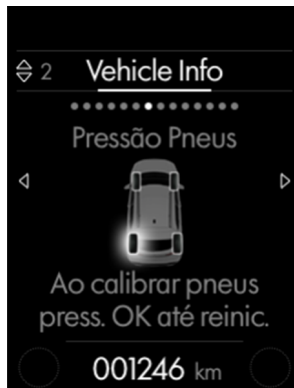 2 Vehicle Info
Pressão Pneus
Ao calibrar pneus
press. OK até reinic.
001246 km